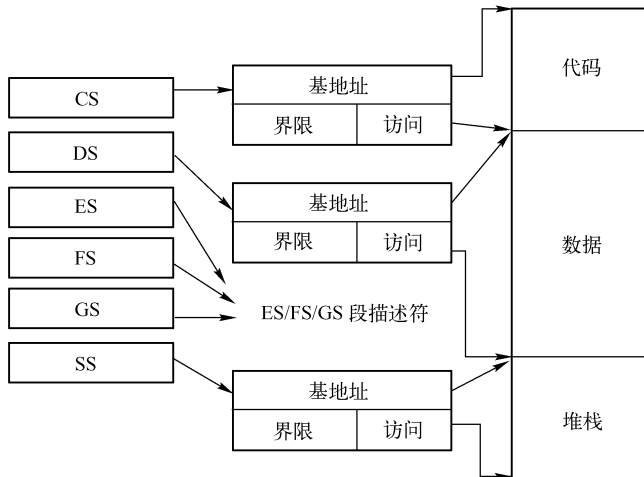 CS
DS
ES
FS
GS
SS
基地址
界限 访问
基地址
界限 访问
ES/FS/GS 段描述符
基地址
界限 访问
代码
数据
堆栈